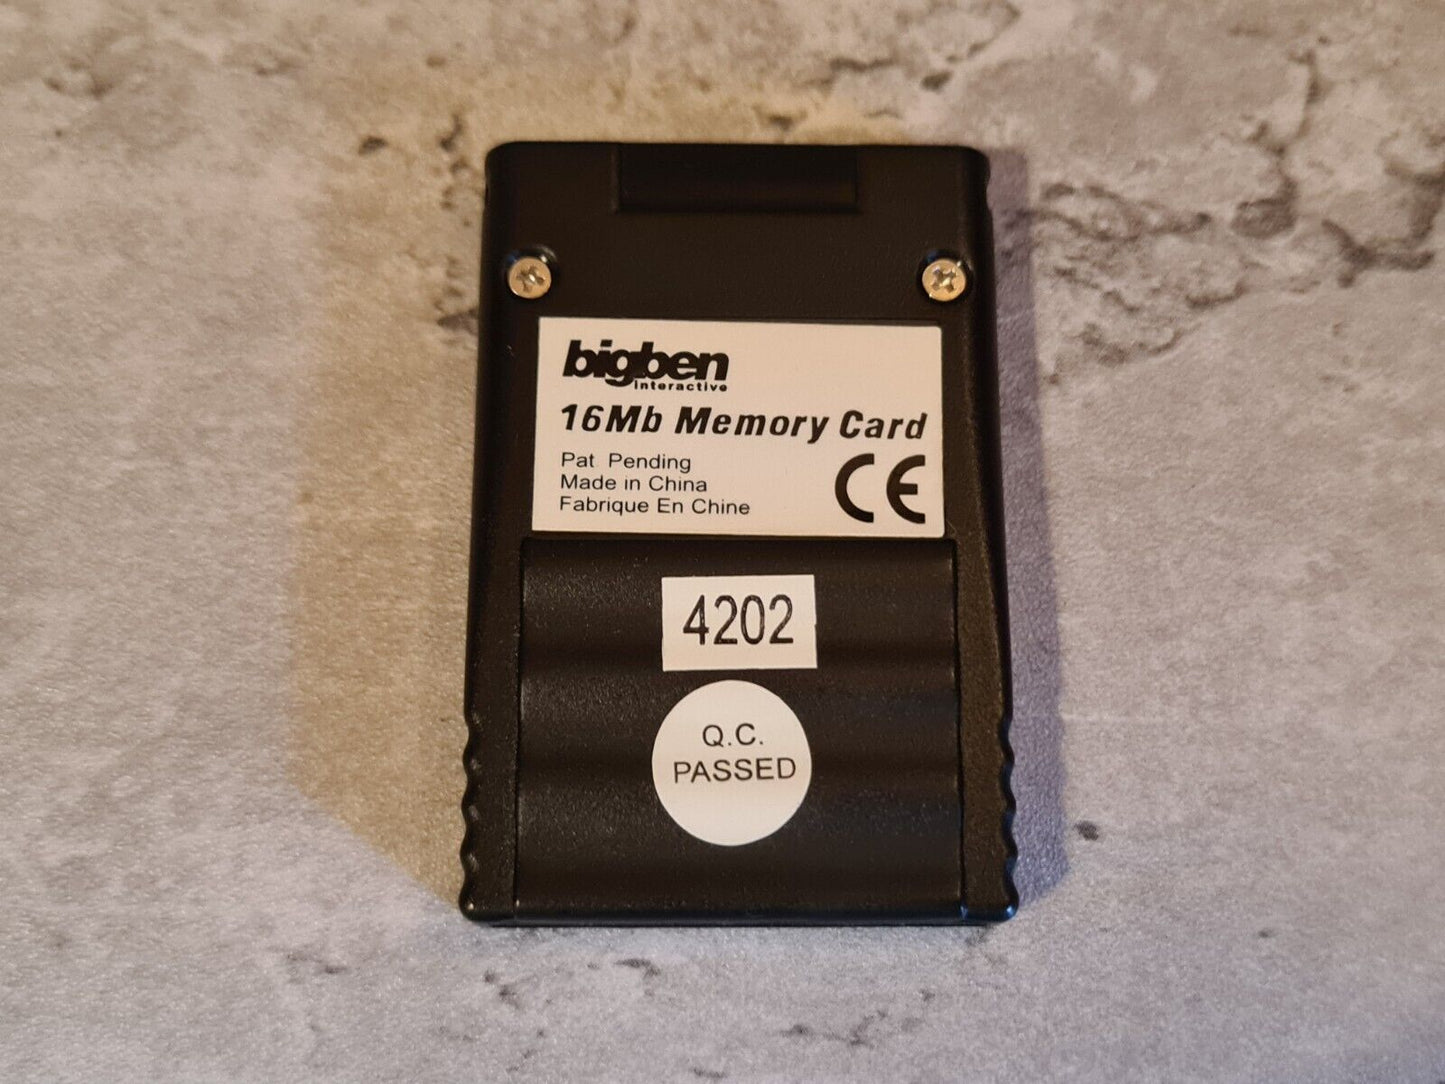 bigben
interactive
16Mb Memory Card
Pat Pending
Made in China
Fabrique En Chine
CE
4202
Q.C.
PASSED